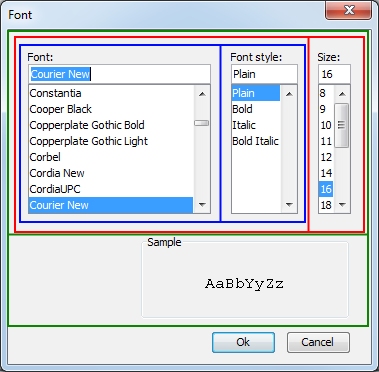 Font
Font: Font style: Size:
Courier New Plain 16
Constantia Plain 8
Cooper Black Bold 9
Copperplate Gothic Bold Italic 10
Copperplate Gothic Light Bold Italic 11
Corbel 12
Cordia New 14
CordiaUPC 16
Courier New 18
Sample
AaBbYyZz
Ok Cancel